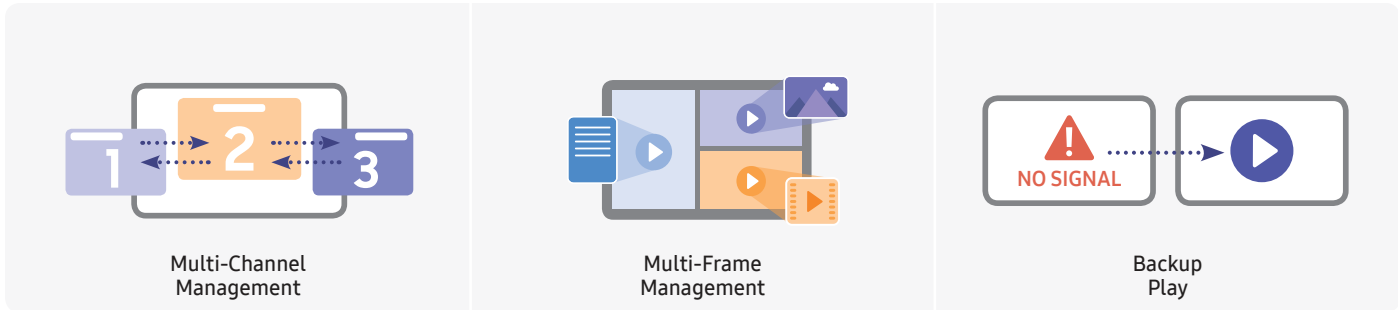 1
2
3
Multi-Channel
Management
Multi-Frame
Management
NO SIGNAL
Backup
Play